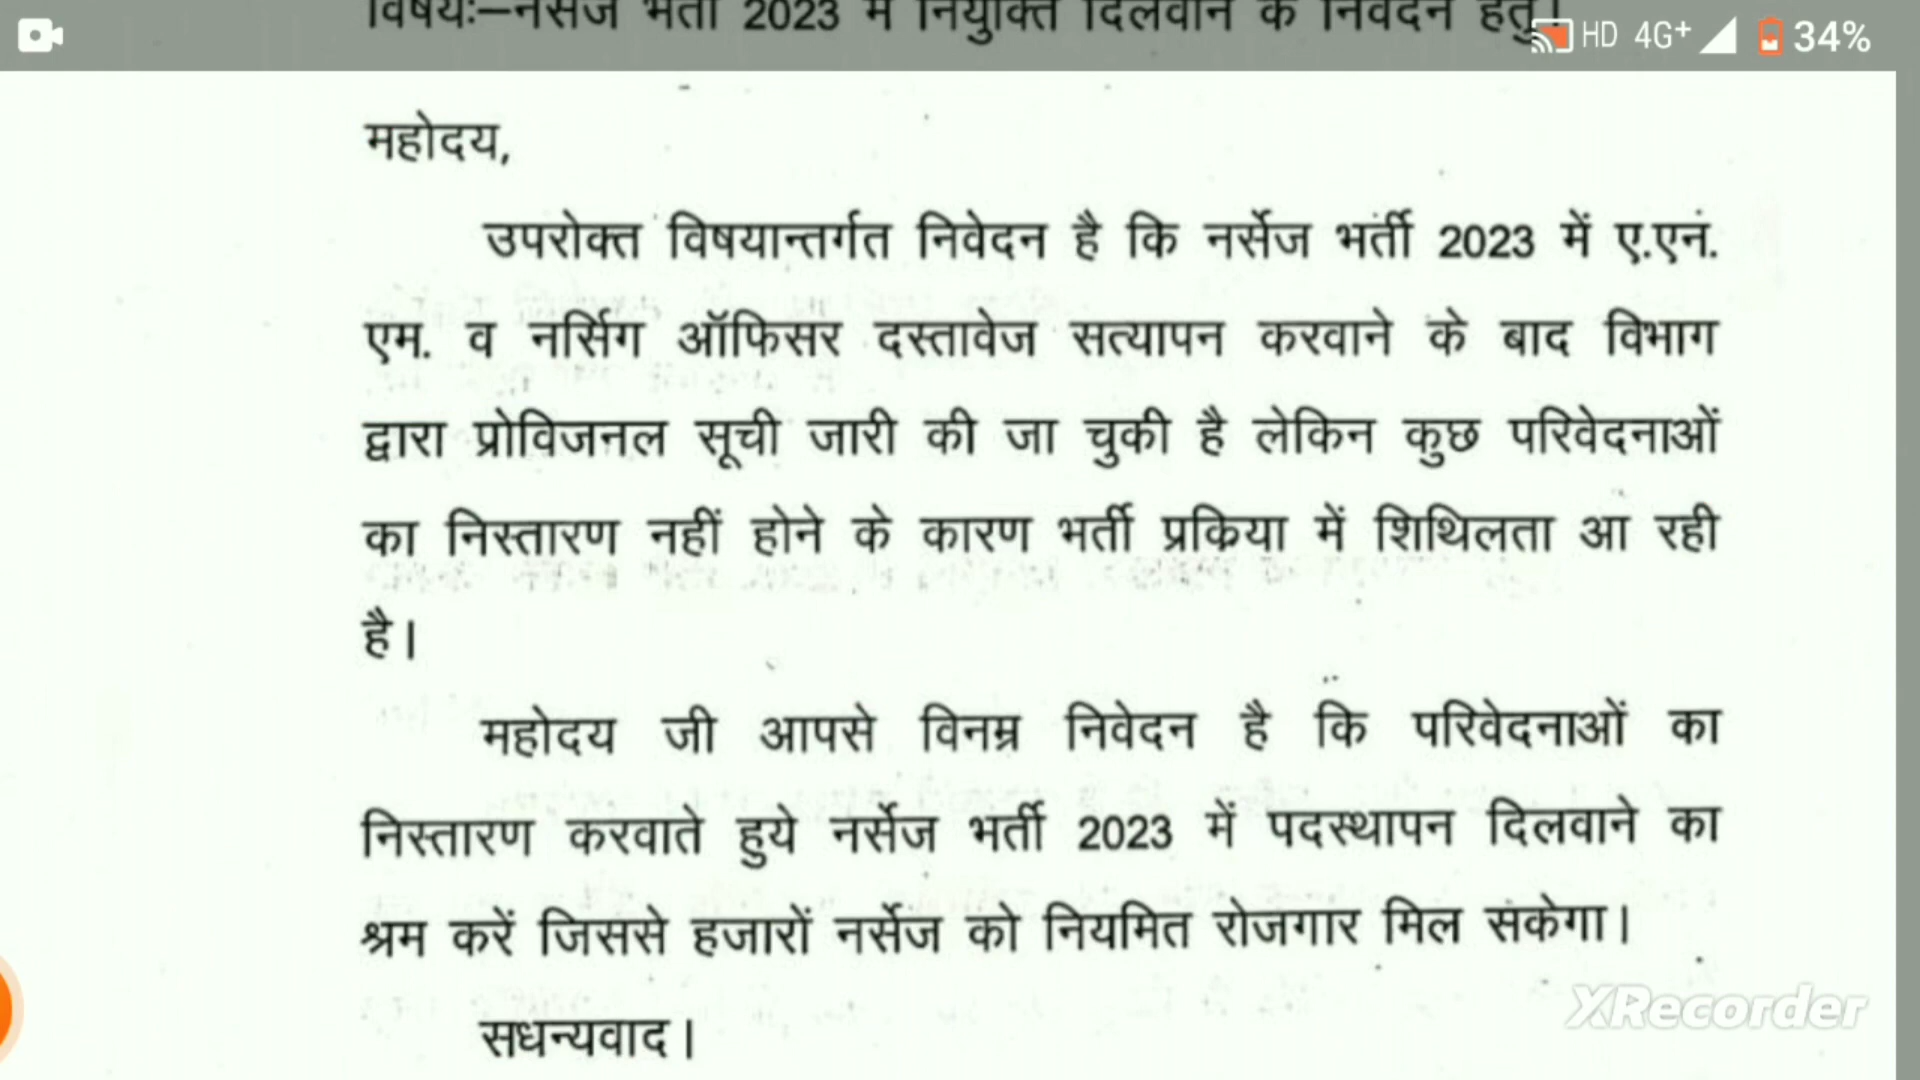 विषयः–नर्सेज भर्ती 2023 में नियुक्ति दिलवाने के निवेदन हेतु।
HD 4G+ 34%
महोदय,
उपरोक्त विषयान्तर्गत निवेदन है कि नर्सेज भर्ती 2023 में ए.एन.
एम. व नर्सिग ऑफिसर दस्तावेज सत्यापन करवाने के बाद विभाग
द्वारा प्रोविजनल सूची जारी की जा चुकी है लेकिन कुछ परिवेदनाओं
का निस्तारण नहीं होने के कारण भर्ती प्रक्रिया में शिथिलता आ रही
है।
महोदय जी आपसे विनम्र निवेदन है कि परिवेदनाओं का
निस्तारण करवाते हुये नर्सेज भर्ती 2023 में पदस्थापन दिलवाने का
श्रम करें जिससे हजारों नर्सेज को नियमित रोजगार मिल सकेगा।
सधन्यवाद।
XRecorder